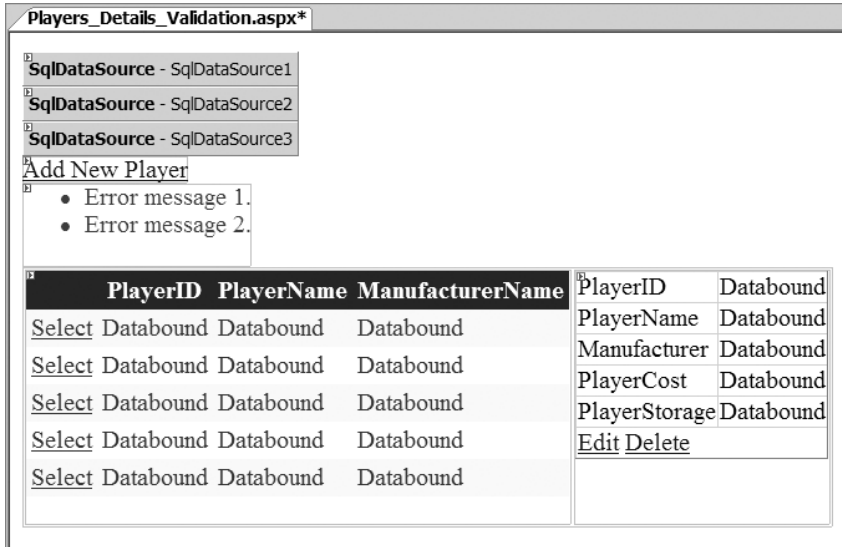 Players_Details_Validation.aspx*
SqlDataSource - SqlDataSource1
SqlDataSource - SqlDataSource2
SqlDataSource - SqlDataSource3
Add New Player
• Error message 1.
• Error message 2.
PlayerID PlayerName ManufacturerName
Select Databound Databound Databound
Select Databound Databound Databound
Select Databound Databound Databound
Select Databound Databound Databound
Select Databound Databound Databound
PlayerID Databound
PlayerName Databound
Manufacturer Databound
PlayerCost Databound
PlayerStorage Databound
Edit Delete